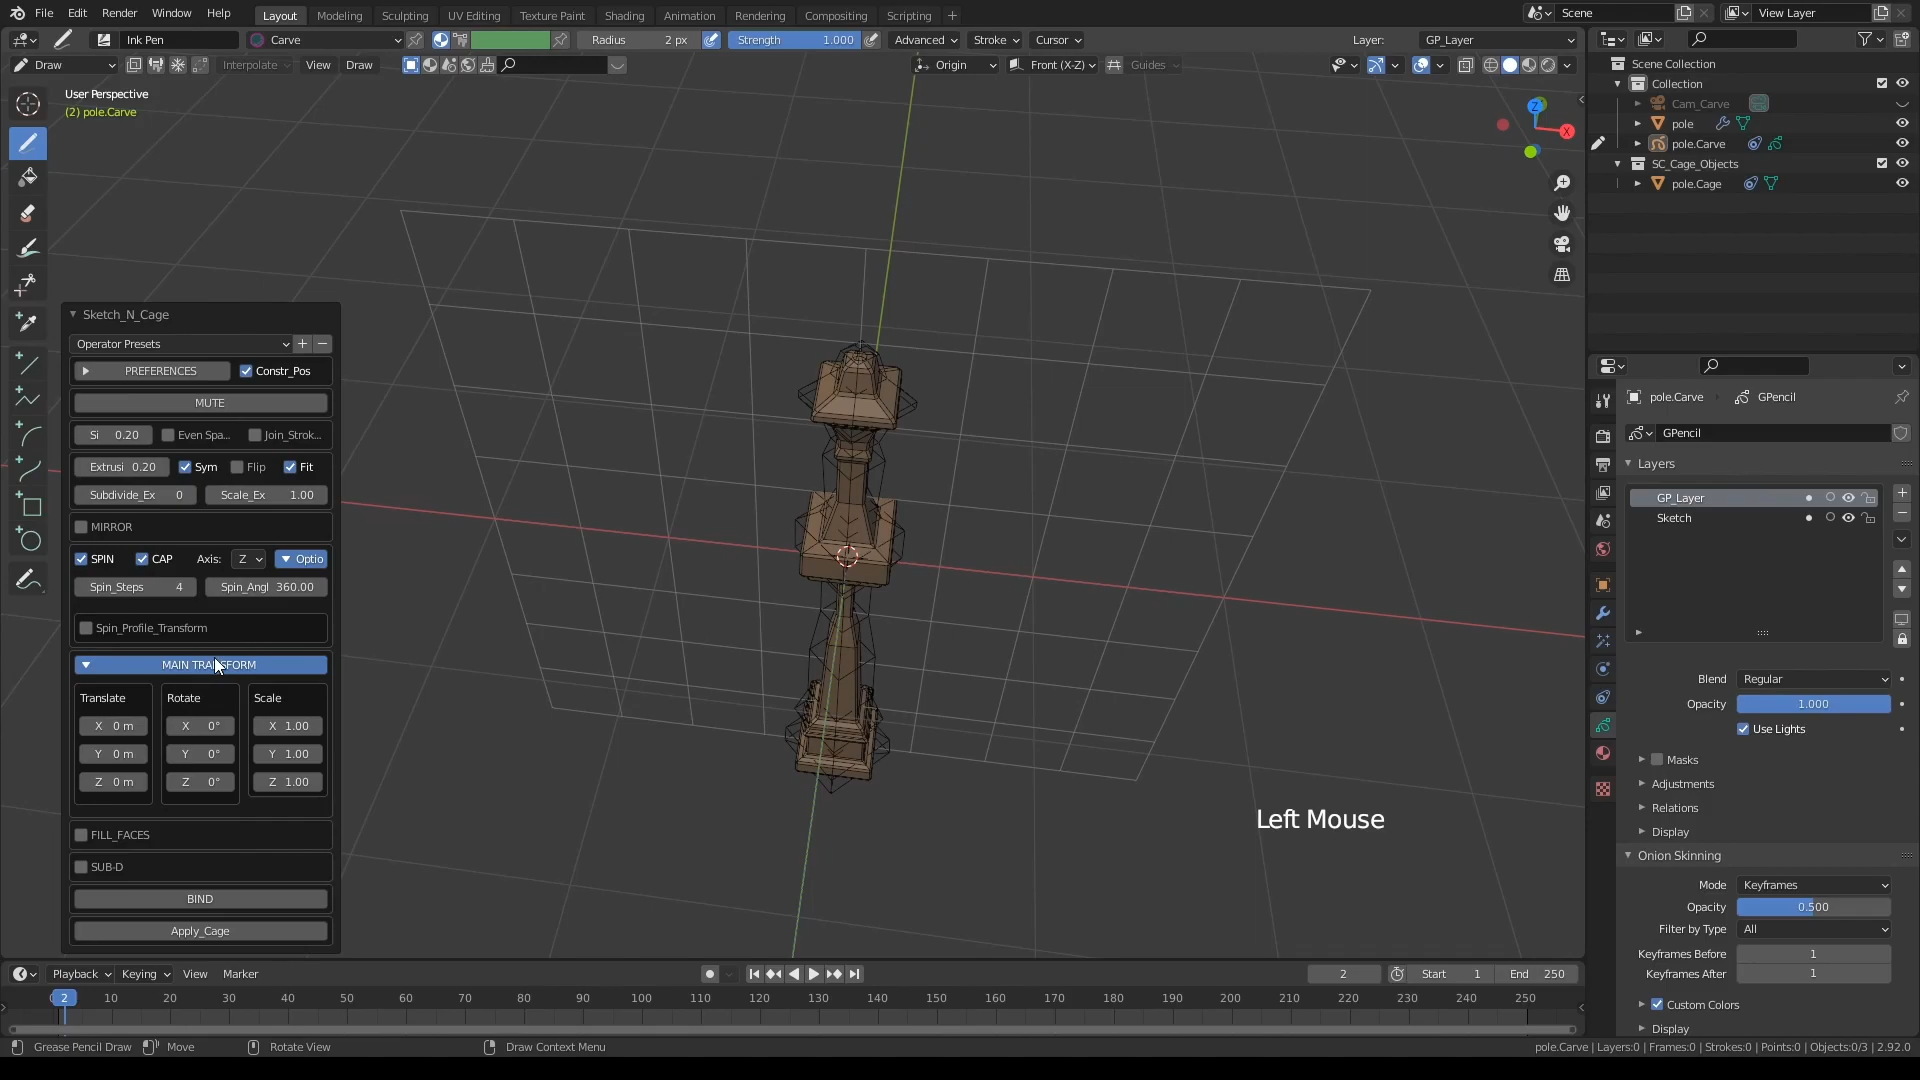 File Edit Render Window Help Layout Modeling Sculpting UV Editing Texture Paint Shading Animation Rendering Compositing Scripting + Scene View Layer
Ink Pen Carve Radius 2 px Strength 1.000 Advanced Stroke Cursor Layer: GP_Layer
Draw Interpolate View Draw Origin Front (X-Z) Guides
User Perspective
(2) pole.Carve
Z
X
Scene Collection
Collection
Cam_Carve
pole
pole.Carve
SC_Cage_Objects
pole.Cage
Sketch_N_Cage
Operator Presets
PREFERENCES Constr_Pos
MUTE
Si 0.20 Even Spa... Join_Strok...
Extrusi 0.20 Sym Flip Fit
Subdivide_Ex 0 Scale_Ex 1.00
MIRROR
SPIN CAP Axis: Z Optio
Spin_Steps 4 Spin_Angl 360.00
Spin_Profile_Transform
MAIN TRANSFORM
Translate Rotate Scale
X 0 m X 0° X 1.00
Y 0 m Y 0° Y 1.00
Z 0 m Z 0° Z 1.00
FILL_FACES
SUB-D
BIND
Apply_Cage
Left Mouse
pole.Carve GPencil
GPencil
Layers
GP_Layer
Sketch
Blend Regular
Opacity 1.000
Use Lights
Masks
Adjustments
Relations
Display
Onion Skinning
Mode Keyframes
Opacity 0.500
Filter by Type All
Keyframes Before 1
Keyframes After 1
Custom Colors
Display
Playback Keying View Marker 2 Start 1 End 250
2 10 20 30 40 50 60 70 80 90 100 110 120 130 140 150 160 170 180 190 200 210 220 230 240 250
Grease Pencil Draw Move Rotate View Draw Context Menu pole.Carve | Layers:0 | Frames:0 | Strokes:0 | Points:0 | Objects:0/3 | 2.92.0